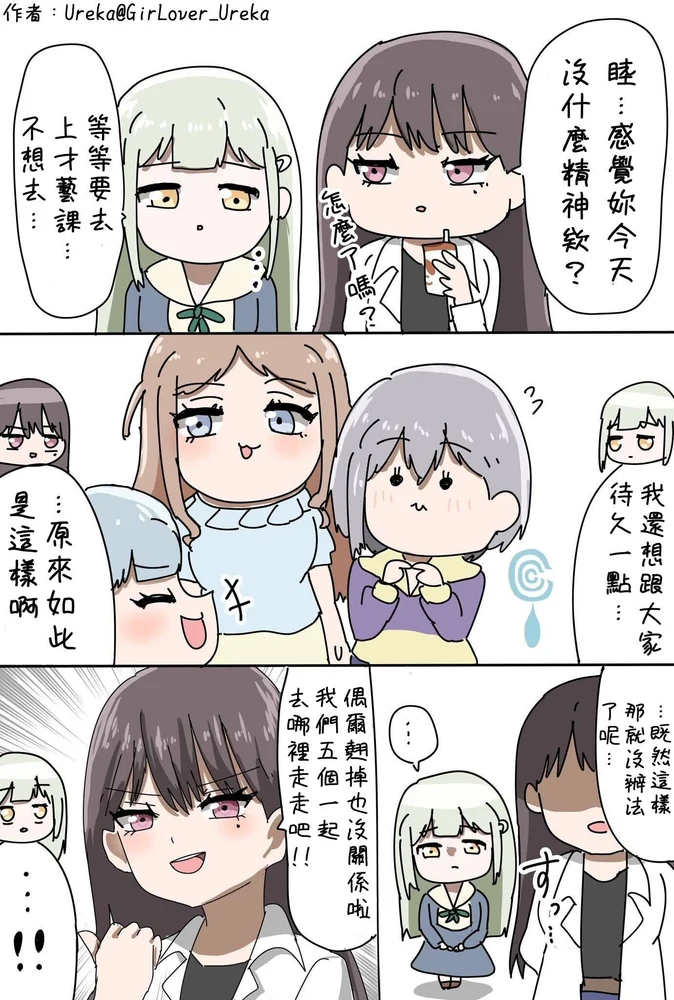 作者：Ureka@GirLover_Ureka
睦…感覺妳今天
沒什麼精神欸？
怎麼了嗎？
等等要去
上才藝課…
不想去…
…
我還想跟大家
待久一點…
…原來如此
是這樣啊
…既然這樣
那就沒辦法
了呢…
すっ…
…
偶爾翹掉也沒關係啦
我們五個一起
去哪裡走走吧!!
……!!